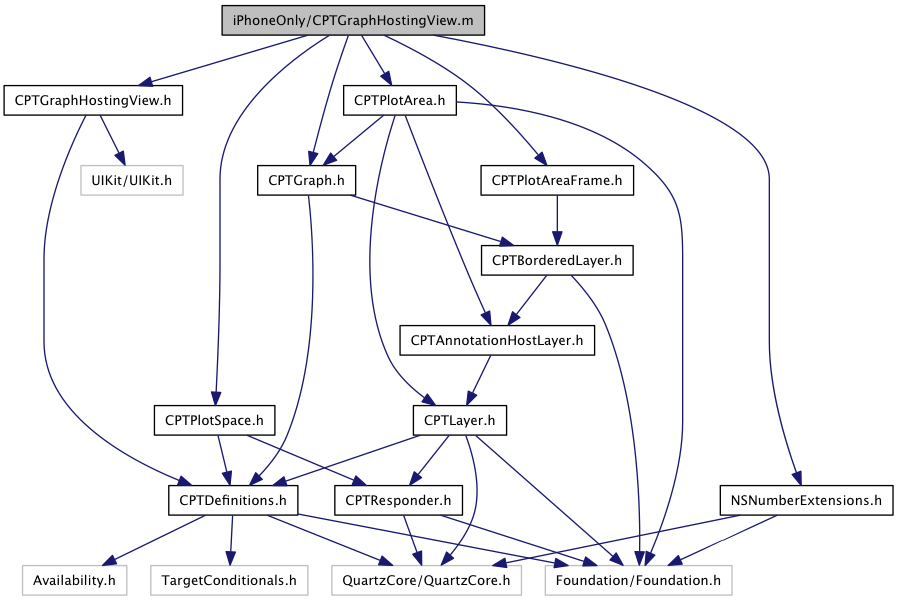 iPhoneOnly/CPTGraphHostingView.m
CPTGraphHostingView.h
CPTPlotArea.h
UIKit/UIKit.h
CPTGraph.h
CPTPlotAreaFrame.h
CPTBorderedLayer.h
CPTAnnotationHostLayer.h
CPTPlotSpace.h
CPTLayer.h
CPTDefinitions.h
CPTResponder.h
NSNumberExtensions.h
Availability.h
TargetConditionals.h
QuartzCore/QuartzCore.h
Foundation/Foundation.h